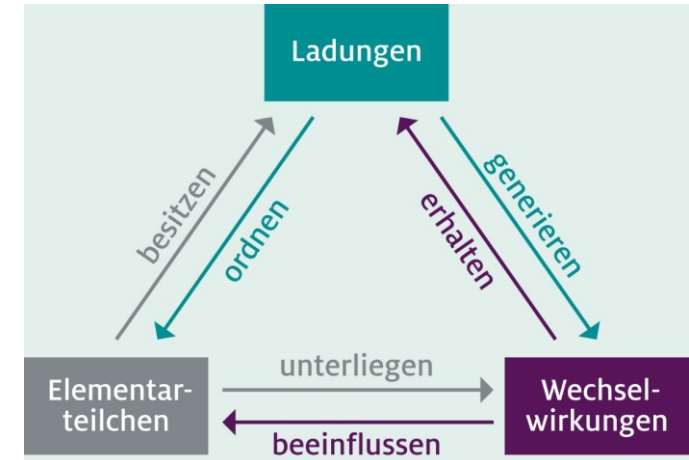 Ladungen
besitzen
ordnen
erhalten
generieren
unterliegen
Elementar-
teilchen
Wechsel-
wirkungen
beeinflussen